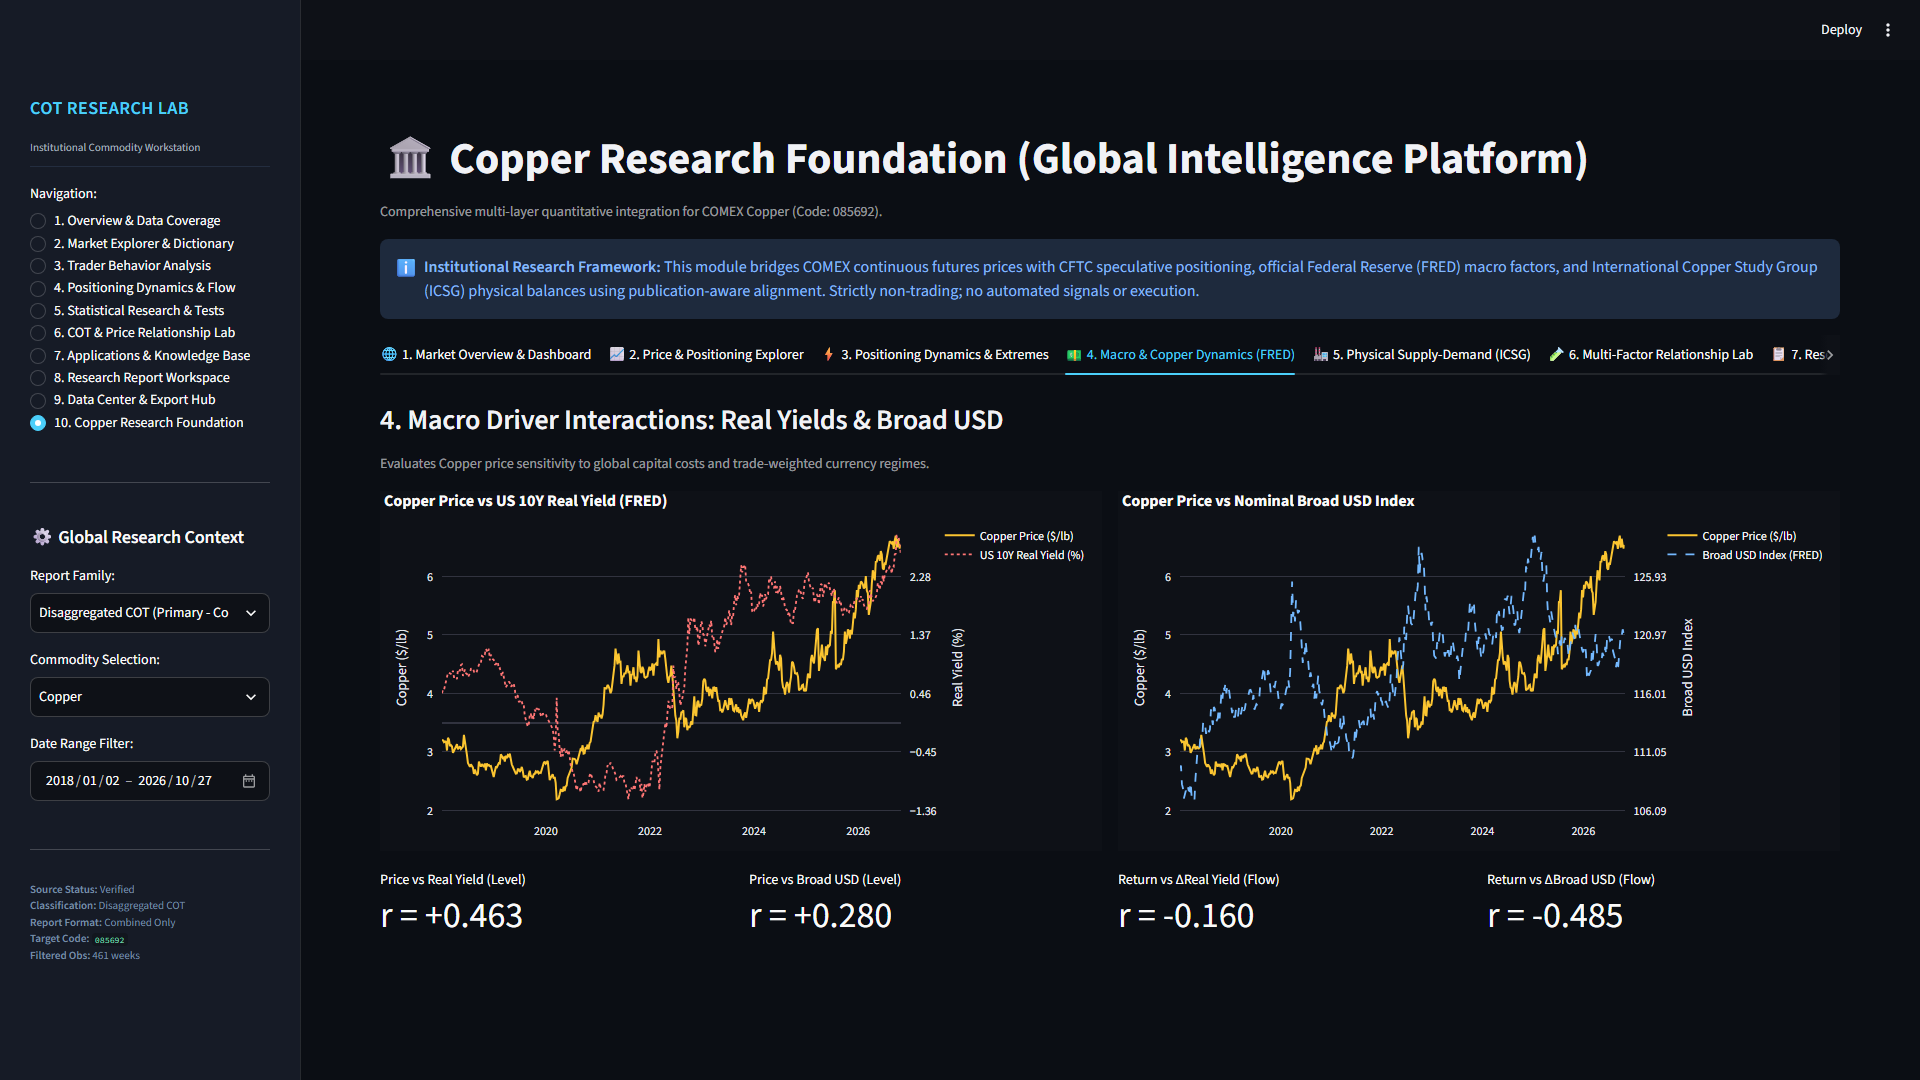 Deploy
COT RESEARCH LAB
Institutional Commodity Workstation
Navigation:
1. Overview & Data Coverage
2. Market Explorer & Dictionary
3. Trader Behavior Analysis
4. Positioning Dynamics & Flow
5. Statistical Research & Tests
6. COT & Price Relationship Lab
7. Applications & Knowledge Base
8. Research Report Workspace
9. Data Center & Export Hub
10. Copper Research Foundation
Global Research Context
Report Family:
Disaggregated COT (Primary - Co
Commodity Selection:
Copper
Date Range Filter:
2018/01/02 – 2026/10/27
Source Status: Verified
Classification: Disaggregated COT
Report Format: Combined Only
Target Code: 085692
Filtered Obs: 461 weeks
Copper Research Foundation (Global Intelligence Platform)
Comprehensive multi-layer quantitative integration for COMEX Copper (Code: 085692).
Institutional Research Framework: This module bridges COMEX continuous futures prices with CFTC speculative positioning, official Federal Reserve (FRED) macro factors, and International Copper Study Group
(ICSG) physical balances using publication-aware alignment. Strictly non-trading; no automated signals or execution.
1. Market Overview & Dashboard
2. Price & Positioning Explorer
3. Positioning Dynamics & Extremes
4. Macro & Copper Dynamics (FRED)
5. Physical Supply-Demand (ICSG)
6. Multi-Factor Relationship Lab
7. Res
4. Macro Driver Interactions: Real Yields & Broad USD
Evaluates Copper price sensitivity to global capital costs and trade-weighted currency regimes.
Copper Price vs US 10Y Real Yield (FRED)
Copper Price ($/lb)
US 10Y Real Yield (%)
6
5
4
3
2
Copper ($/lb)
2.28
1.37
0.46
−0.45
−1.36
Real Yield (%)
2020
2022
2024
2026
Copper Price vs Nominal Broad USD Index
Copper Price ($/lb)
Broad USD Index (FRED)
6
5
4
3
2
Copper ($/lb)
125.93
120.97
116.01
111.05
106.09
Broad USD Index
2020
2022
2024
2026
Price vs Real Yield (Level)
r = +0.463
Price vs Broad USD (Level)
r = +0.280
Return vs ΔReal Yield (Flow)
r = -0.160
Return vs ΔBroad USD (Flow)
r = -0.485